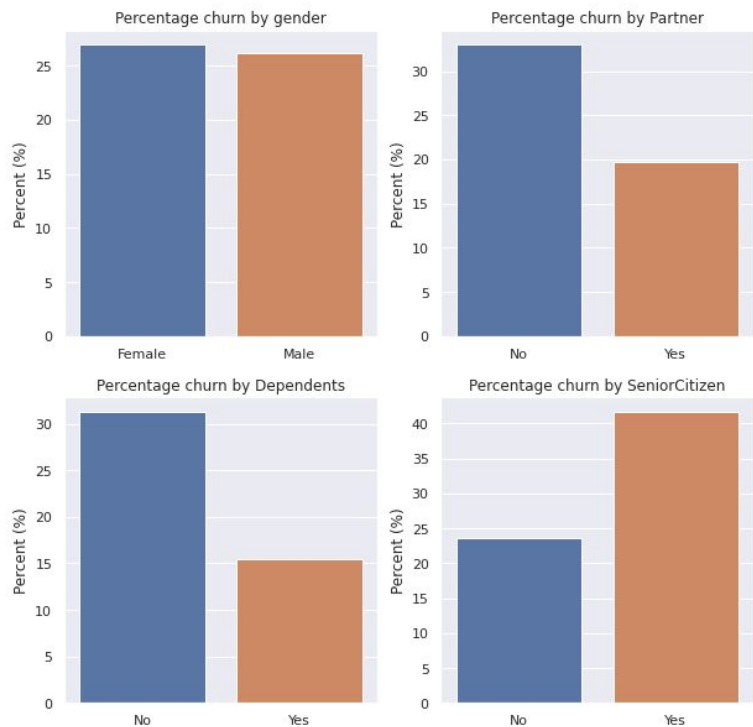 Percentage churn by gender
Percent (%)
25
20
15
10
5
0
Female Male
Percentage churn by Partner
Percent (%)
30
25
20
15
10
5
0
No Yes
Percentage churn by Dependents
Percent (%)
30
25
20
15
10
5
0
No Yes
Percentage churn by SeniorCitizen
Percent (%)
40
35
30
25
20
15
10
5
0
No Yes